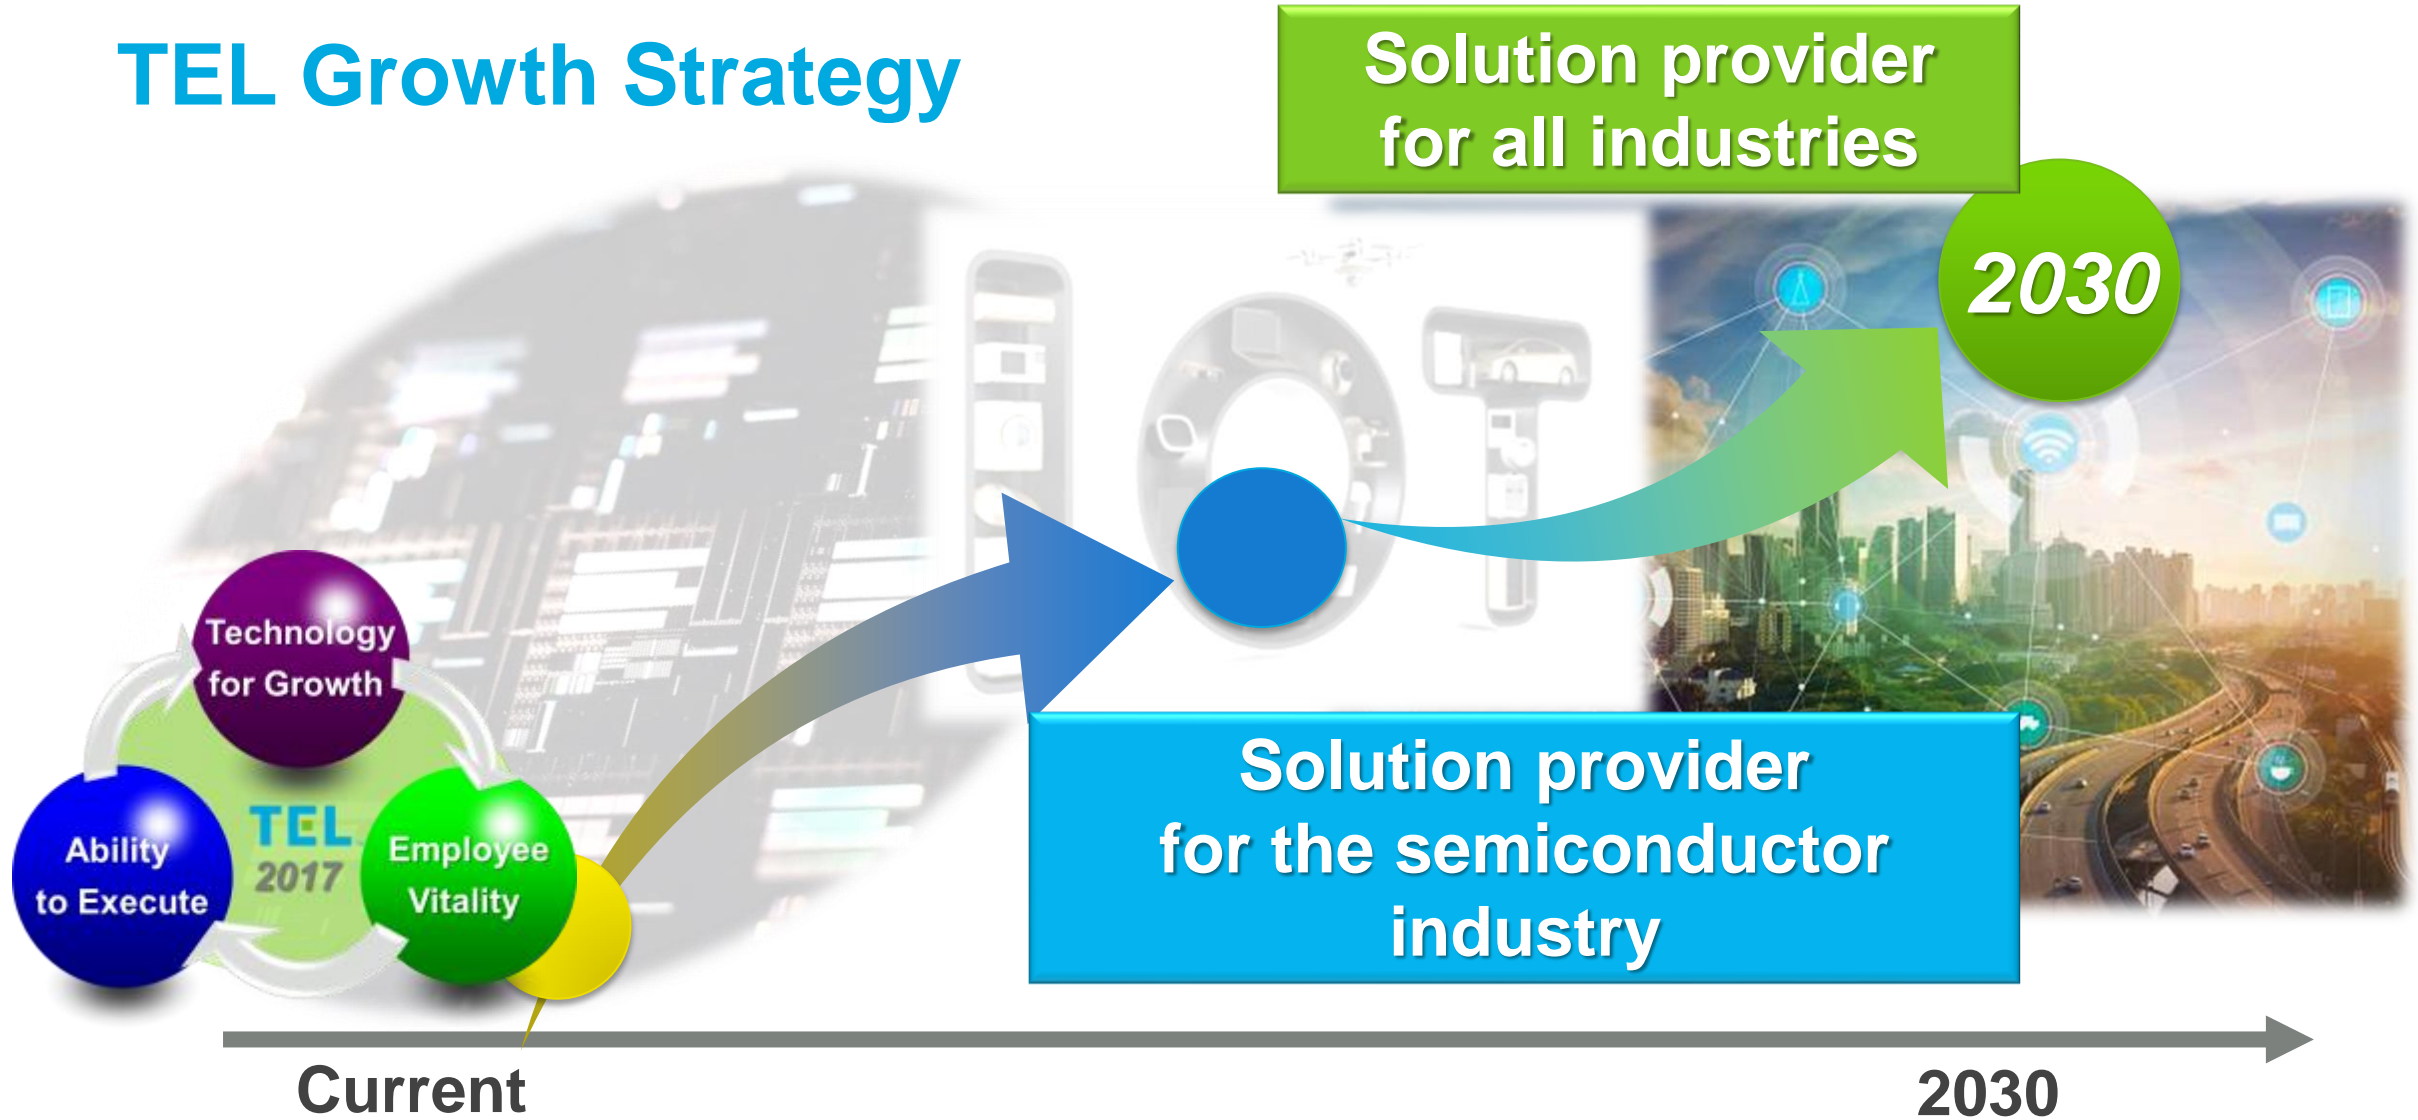 TEL Growth Strategy
Solution provider
for all industries
2030
IOT
Technology
for Growth
Ability
to Execute
TEL
2017
Employee
Vitality
Solution provider
for the semiconductor
industry
Current
2030